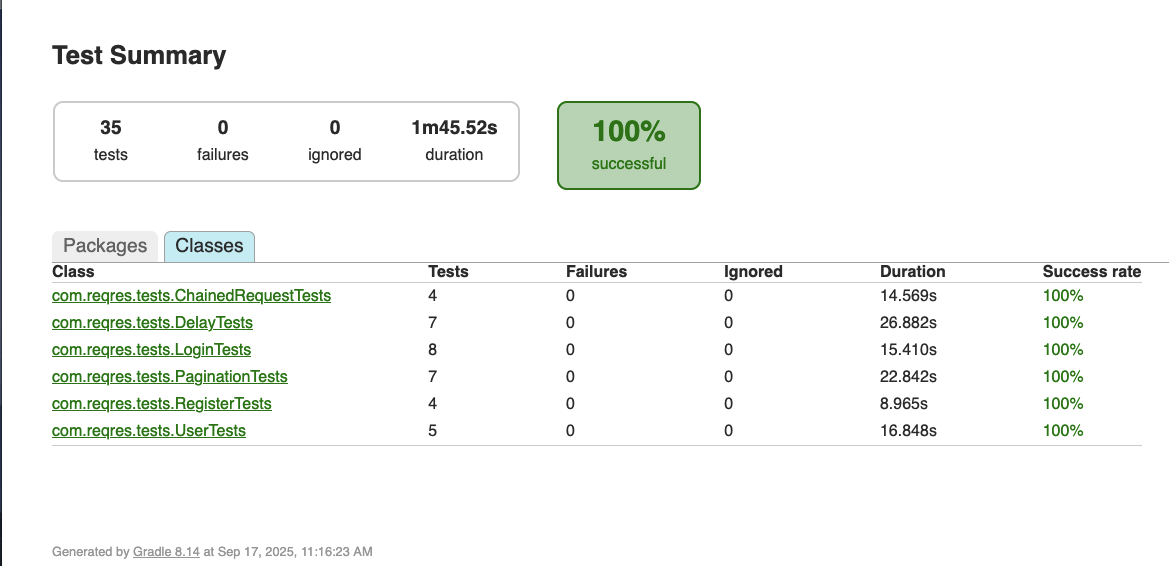 Test Summary
35 0 0 1m45.52s
tests failures ignored duration
100%
successful
Packages Classes
Class Tests Failures Ignored Duration Success rate
com.reqres.tests.ChainedRequestTests 4 0 0 14.569s 100%
com.reqres.tests.DelayTests 7 0 0 26.882s 100%
com.reqres.tests.LoginTests 8 0 0 15.410s 100%
com.reqres.tests.PaginationTests 7 0 0 22.842s 100%
com.reqres.tests.RegisterTests 4 0 0 8.965s 100%
com.reqres.tests.UserTests 5 0 0 16.848s 100%
Generated by Gradle 8.14 at Sep 17, 2025, 11:16:23 AM